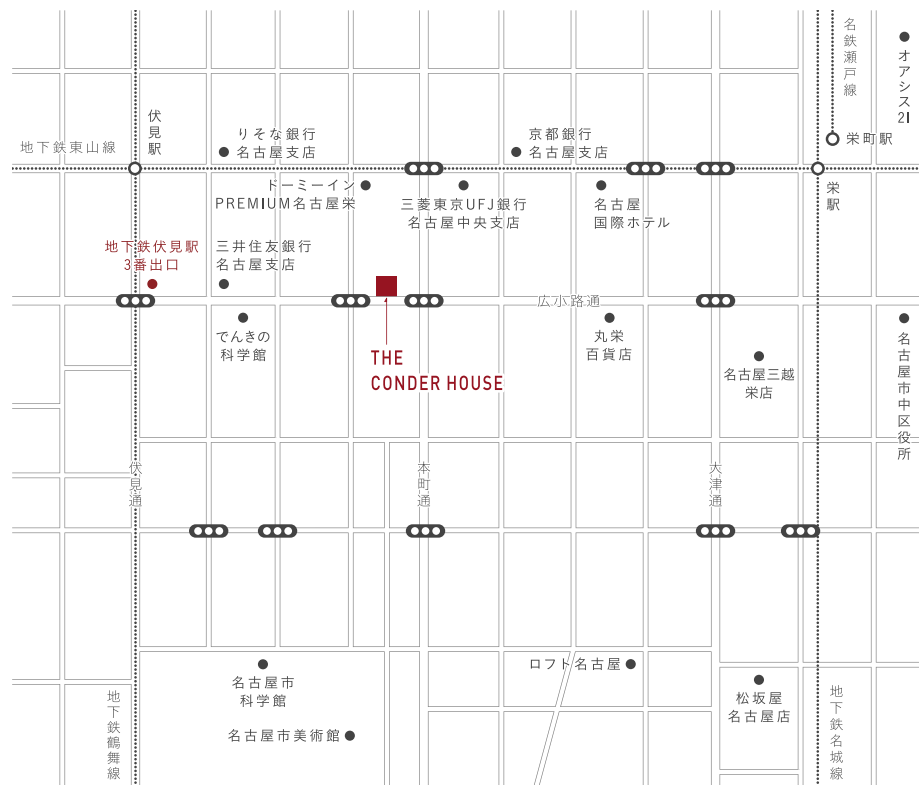 名鉄瀬戸線
オアシス21
伏見駅
りそな銀行
名古屋支店
京都銀行
名古屋支店
栄町駅
地下鉄東山線
ドーミーイン
PREMIUM名古屋栄
三菱東京UFJ銀行
名古屋中央支店
名古屋
国際ホテル
栄駅
地下鉄伏見駅
3番出口
三井住友銀行
名古屋支店
広小路通
でんきの
科学館
丸栄
百貨店
名古屋市中区役所
THE
CONDER HOUSE
名古屋三越
栄店
伏見通
本町通
大津通
ロフト名古屋
名古屋市
科学館
松坂屋
名古屋店
地下鉄鶴舞線
地下鉄名城線
名古屋市美術館